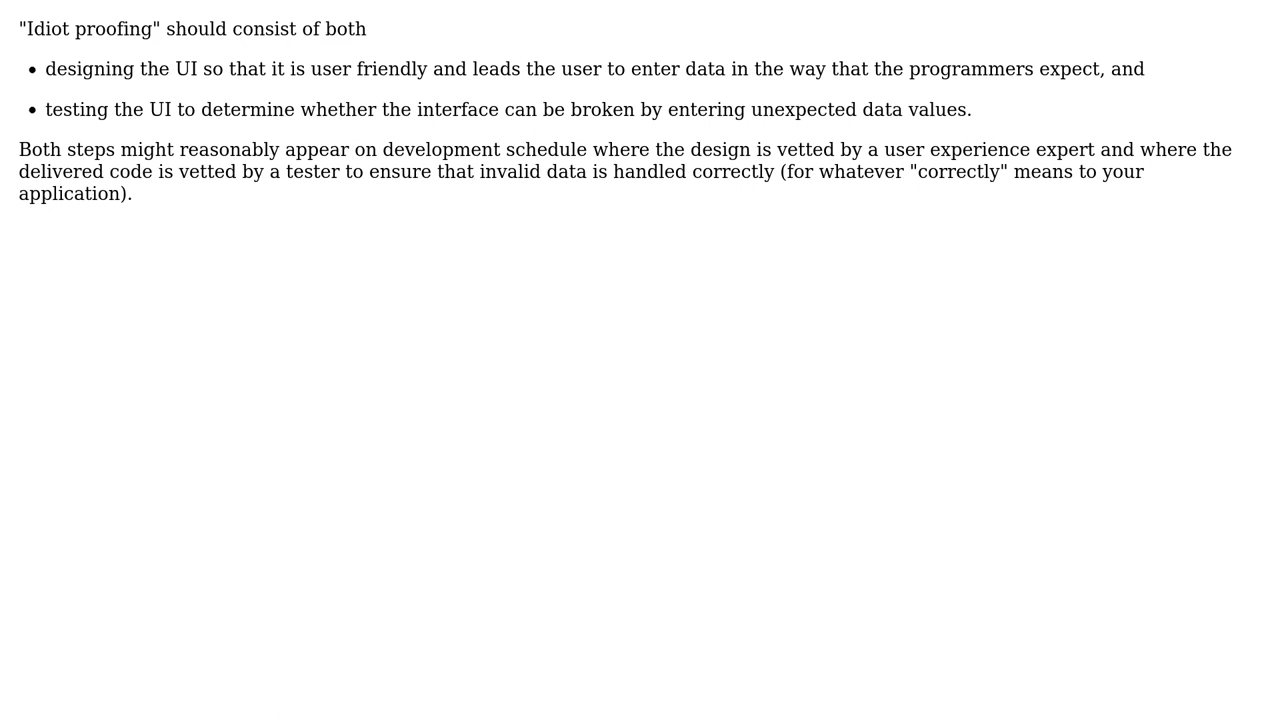 "Idiot proofing" should consist of both
• designing the UI so that it is user friendly and leads the user to enter data in the way that the programmers expect, and
• testing the UI to determine whether the interface can be broken by entering unexpected data values.
Both steps might reasonably appear on development schedule where the design is vetted by a user experience expert and where the
delivered code is vetted by a tester to ensure that invalid data is handled correctly (for whatever "correctly" means to your
application).